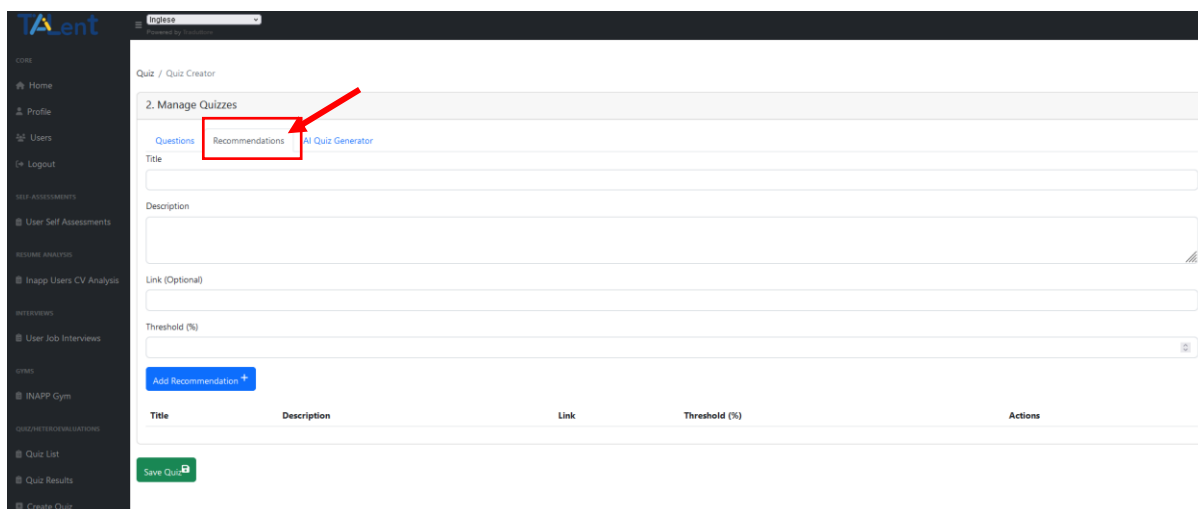 TALent
Inglese
Powered by Traduttore
CORE
Home
Profile
Users
Logout
SELF-ASSESSMENTS
User Self Assessments
RESUME ANALYSIS
Inapp Users CV Analysis
INTERVIEWS
User Job Interviews
GYMS
INAPP Gym
QUIZ/HETEROEVALUATIONS
Quiz List
Quiz Results
Create Quiz
Quiz / Quiz Creator
2. Manage Quizzes
Questions Recommendations AI Quiz Generator
Title
Description
Link (Optional)
Threshold (%)
Add Recommendation +
Title Description Link Threshold (%) Actions
Save Quiz